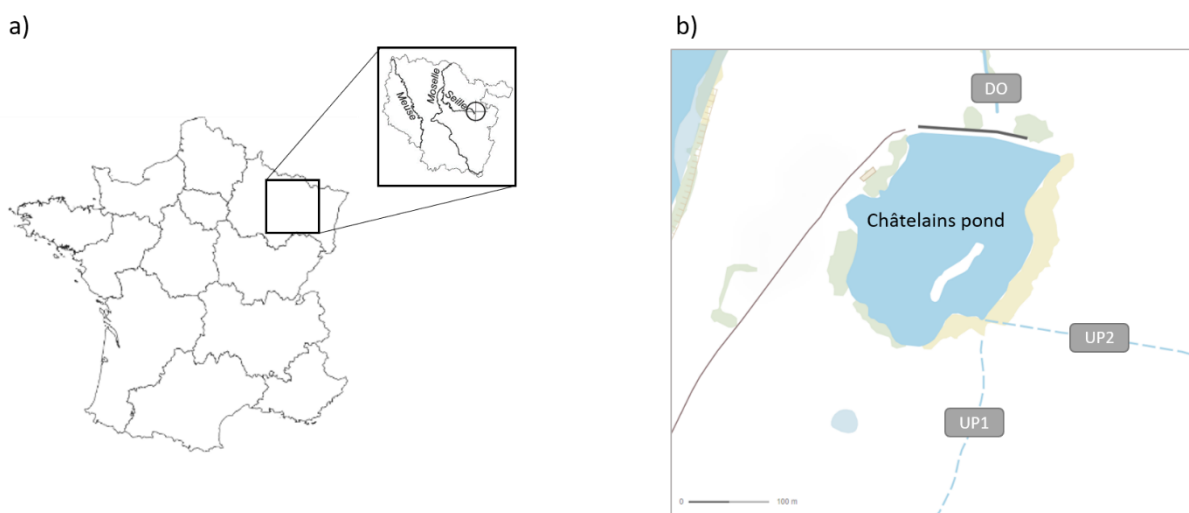 a)
Meuse
Moselle
Seille
b)
DO
Châtelains pond
UP2
UP1
0 100 m